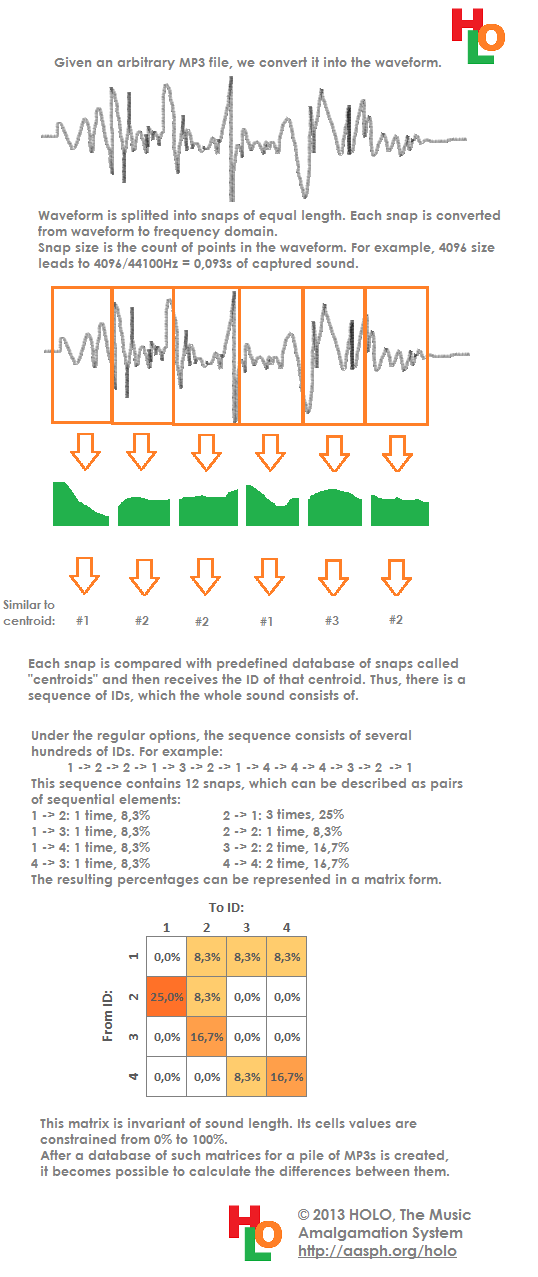 HLO
Given an arbitrary MP3 file, we convert it into the waveform.
Waveform is splitted into snaps of equal length. Each snap is converted
from waveform to frequency domain.
Snap size is the count of points in the waveform. For example, 4096 size
leads to 4096/44100Hz = 0,093s of captured sound.
Similar to
centroid: #1 #2 #2 #1 #3 #2
Each snap is compared with predefined database of snaps called
"centroids" and then receives the ID of that centroid. Thus, there is a
sequence of IDs, which the whole sound consists of.
Under the regular options, the sequence consists of several
hundreds of IDs. For example:
1 -> 2 -> 2 -> 1 -> 3 -> 2 -> 1 -> 4 -> 4 -> 4 -> 3 -> 2 -> 1
This sequence contains 12 snaps, which can be described as pairs
of sequential elements:
1 -> 2: 1 time, 8,3% 2 -> 1: 3 times, 25%
1 -> 3: 1 time, 8,3% 2 -> 2: 1 time, 8,3%
1 -> 4: 1 time, 8,3% 3 -> 2: 2 time, 16,7%
4 -> 3: 1 time, 8,3% 4 -> 4: 2 time, 16,7%
The resulting percentages can be represented in a matrix form.
To ID:
1 2 3 4
From ID:
1 0,0% 8,3% 8,3% 8,3%
2 25,0% 8,3% 0,0% 0,0%
3 0,0% 16,7% 0,0% 0,0%
4 0,0% 0,0% 8,3% 16,7%
This matrix is invariant of sound length. Its cells values are
constrained from 0% to 100%.
After a database of such matrices for a pile of MP3s is created,
it becomes possible to calculate the differences between them.
HLO
© 2013 HOLO, The Music
Amalgamation System
http://aasph.org/holo